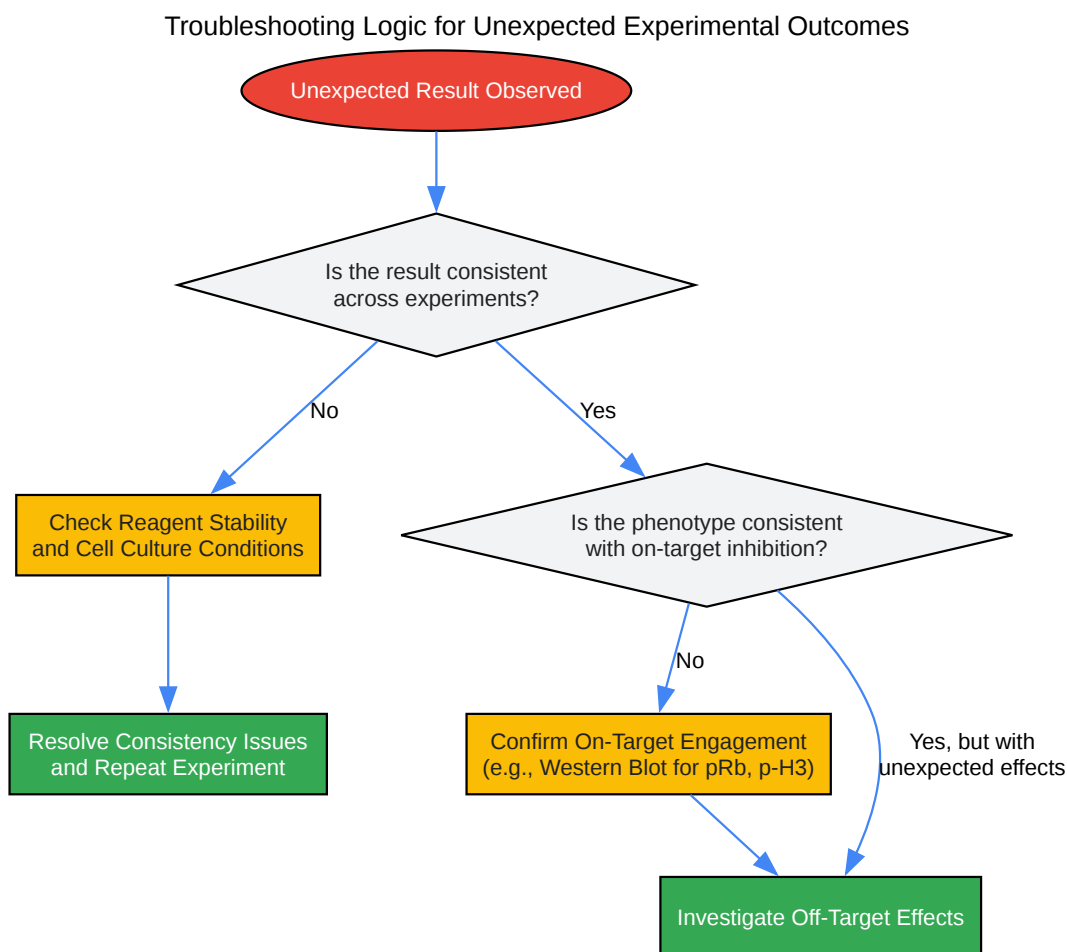 Troubleshooting Logic for Unexpected Experimental Outcomes
Unexpected Result Observed
Is the result consistent
across experiments?
No
Yes
Check Reagent Stability
and Cell Culture Conditions
Is the phenotype consistent
with on-target inhibition?
No
Resolve Consistency Issues
and Repeat Experiment
Confirm On-Target Engagement
(e.g., Western Blot for pRb, p-H3)
Yes, but with
unexpected effects
Investigate Off-Target Effects